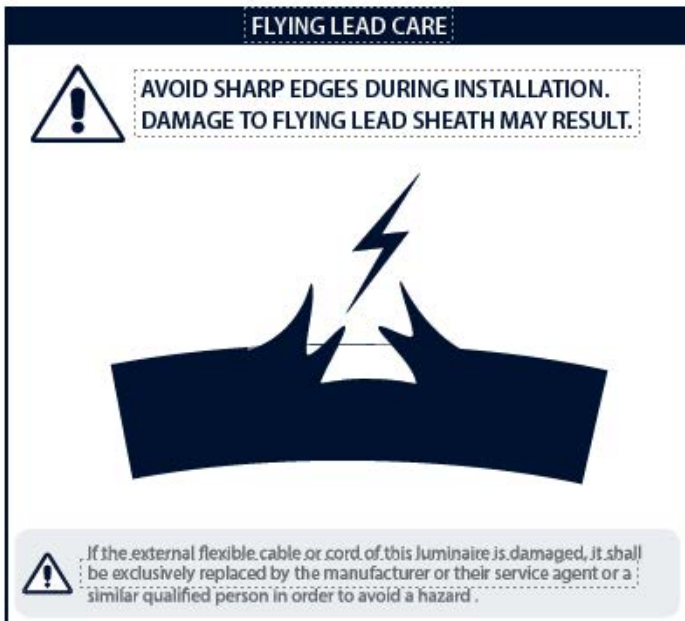 FLYING LEAD CARE
AVOID SHARP EDGES DURING INSTALLATION.
DAMAGE TO FLYING LEAD SHEATH MAY RESULT.
If the external flexible cable or cord of this luminaire is damaged, it shall
be exclusively replaced by the manufacturer or their service agent or a
similar qualified person in order to avoid a hazard .